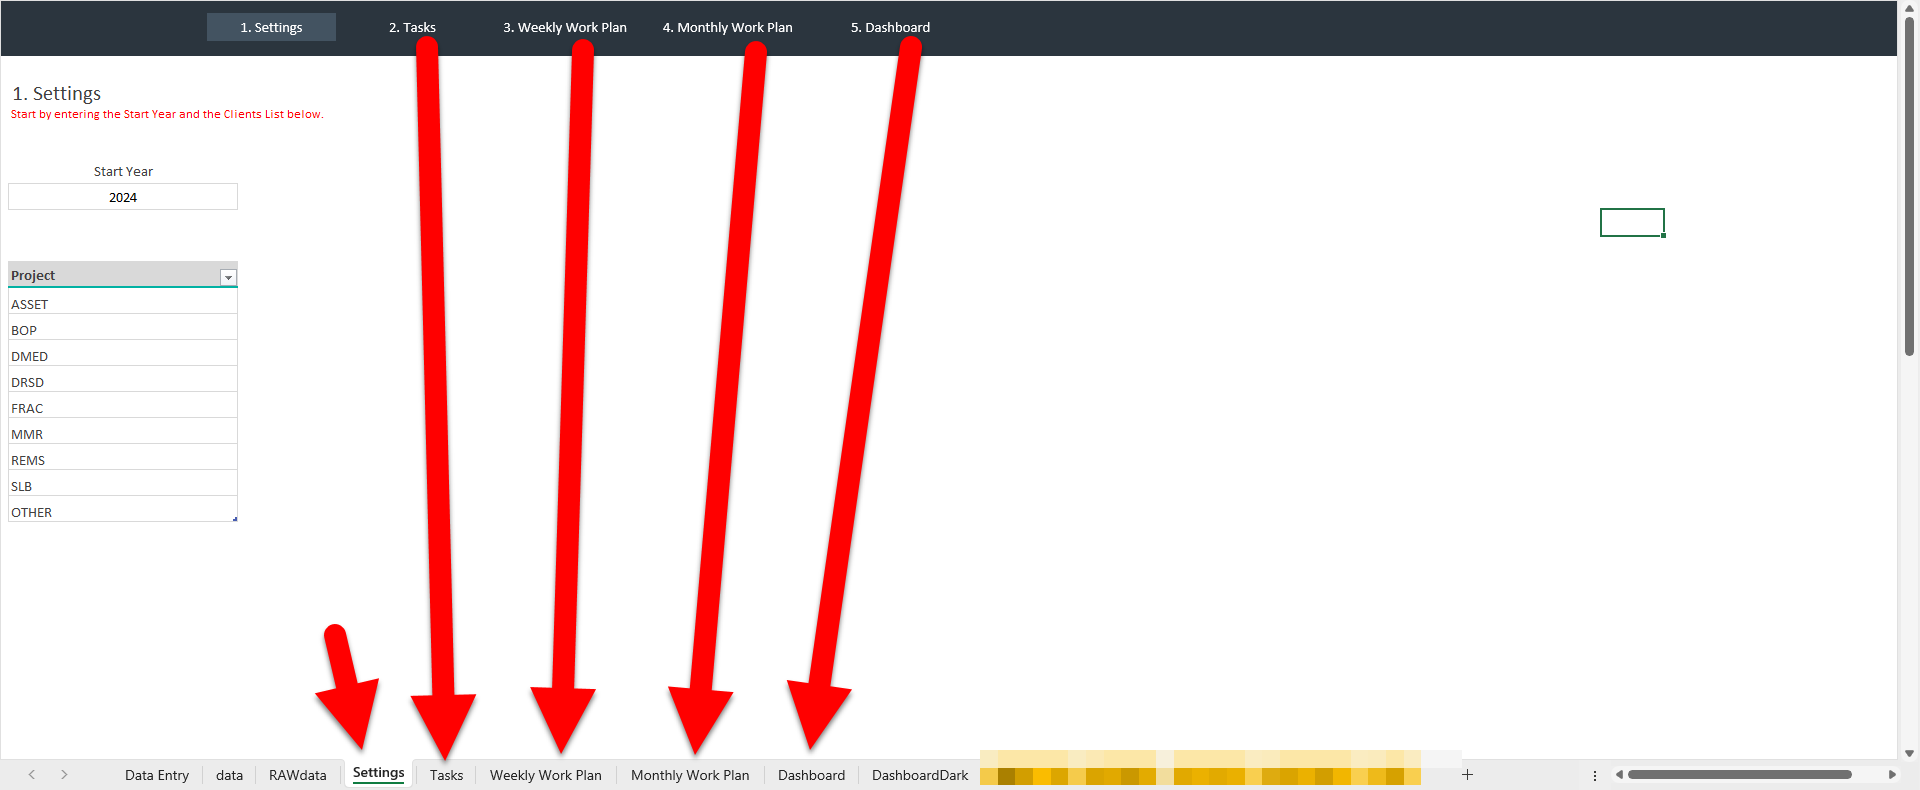 1. Settings 2. Tasks 3. Weekly Work Plan 4. Monthly Work Plan 5. Dashboard
1. Settings
Start by entering the Start Year and the Clients List below.
Start Year
2024
Project
ASSET
BOP
DMED
DRSD
FRAC
MMR
REMS
SLB
OTHER
Data Entry data RAWdata Settings Tasks Weekly Work Plan Monthly Work Plan Dashboard DashboardDark